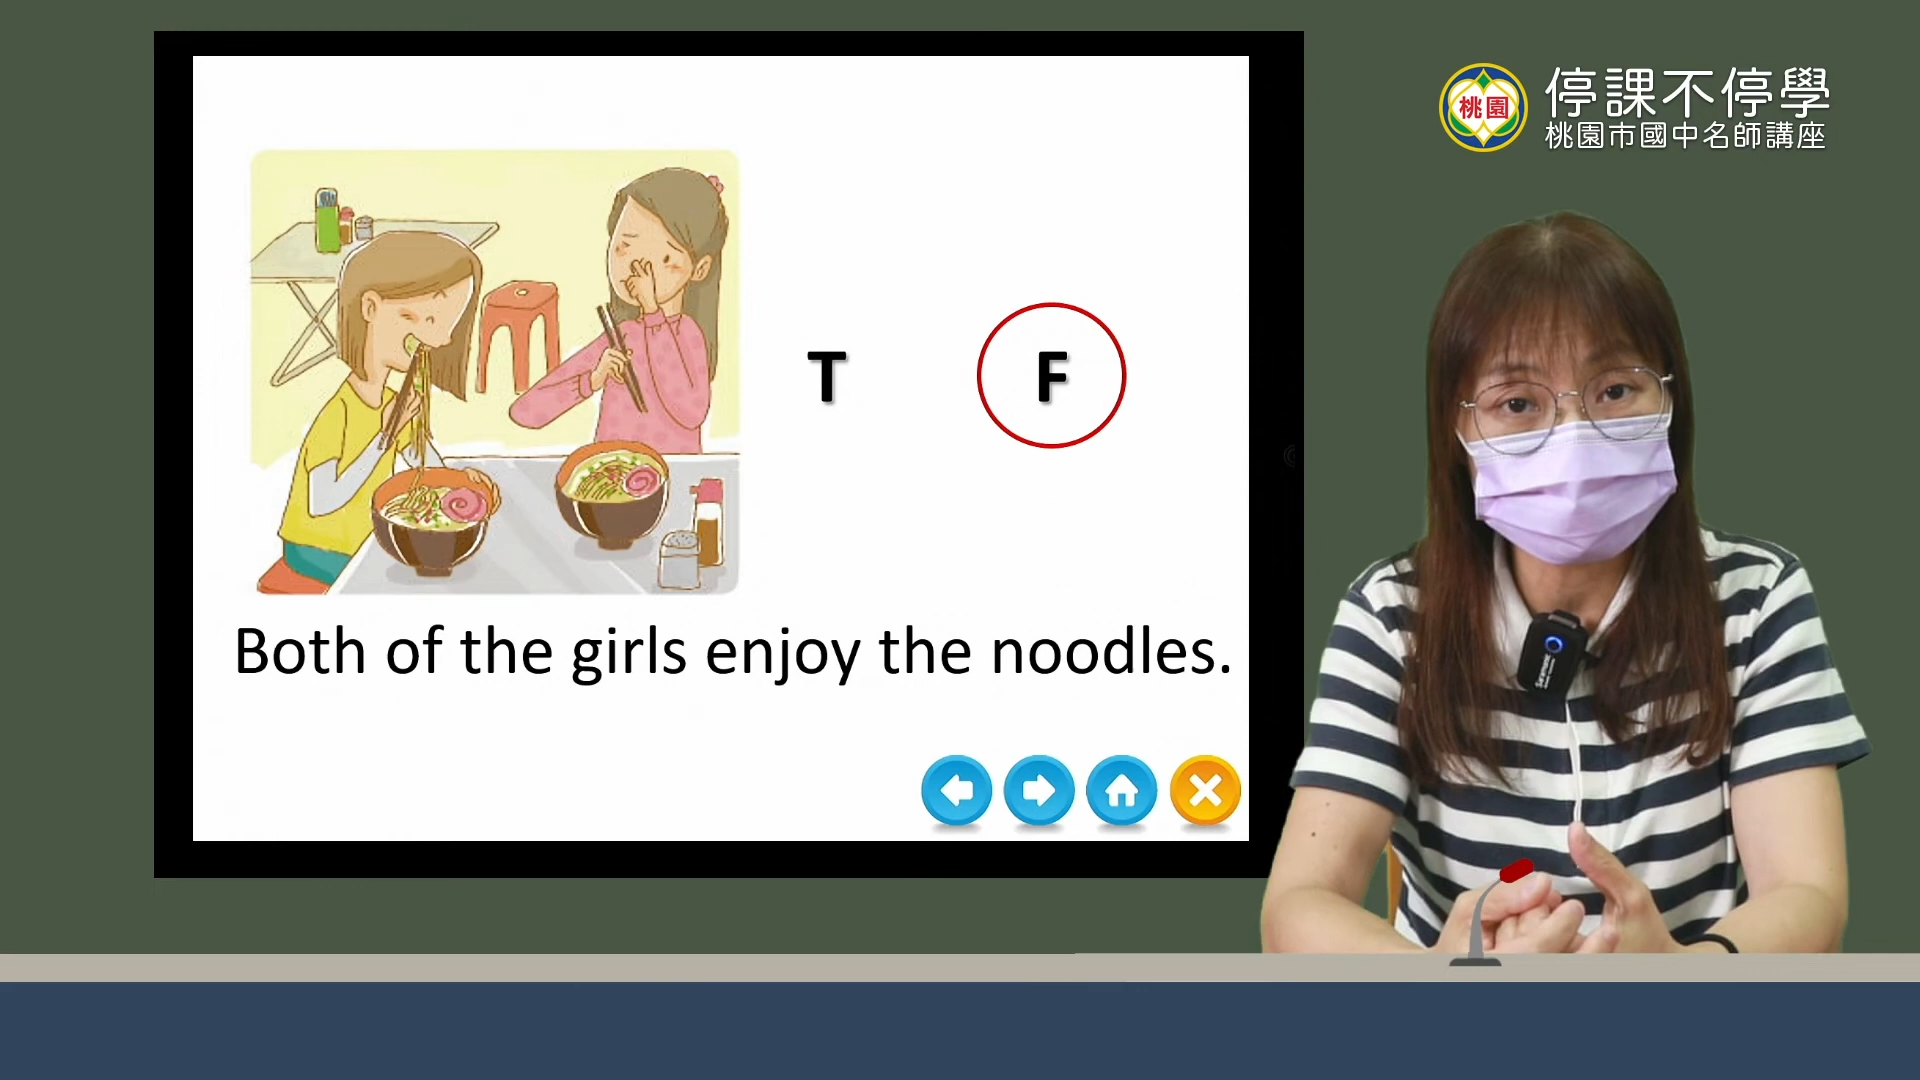 桃園
停課不停學
桃園市國中名師講座
T F
Both of the girls enjoy the noodles.